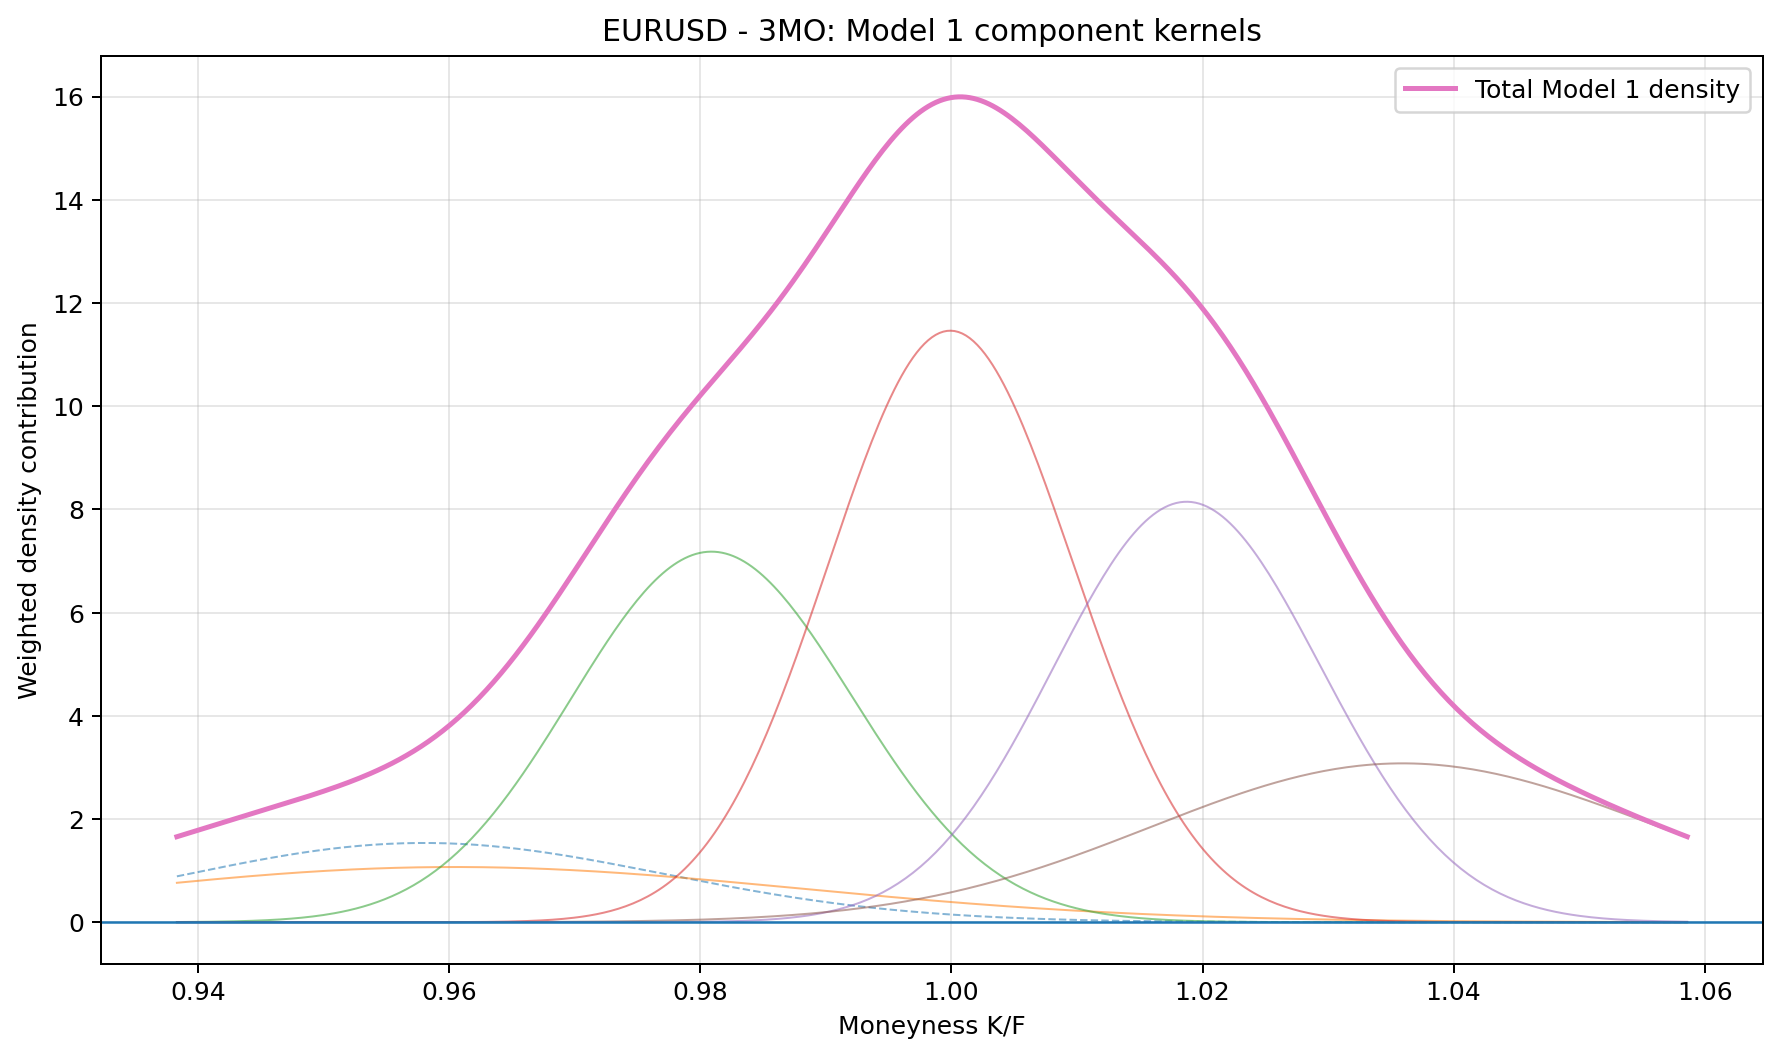 EURUSD - 3MO: Model 1 component kernels
Total Model 1 density
16
14
12
10
8
6
4
2
0
Weighted density contribution
0.94 0.96 0.98 1.00 1.02 1.04 1.06
Moneyness K/F